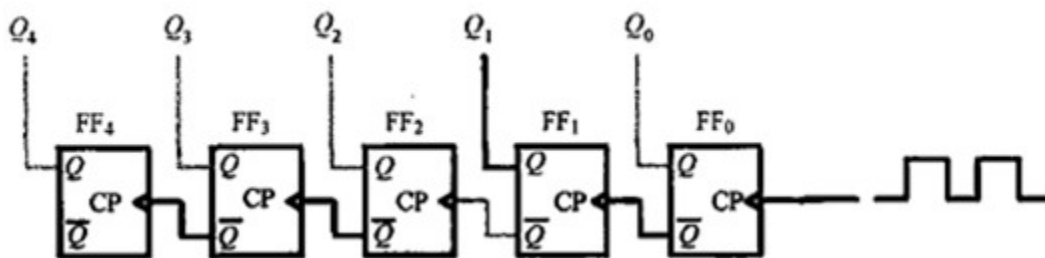 Q₄ Q₃ Q₂ Q₁ Q₀
FF₄ FF₃ FF₂ FF₁ FF₀
Q Q Q Q Q
CP CP CP CP CP
Q̅ Q̅ Q̅ Q̅ Q̅